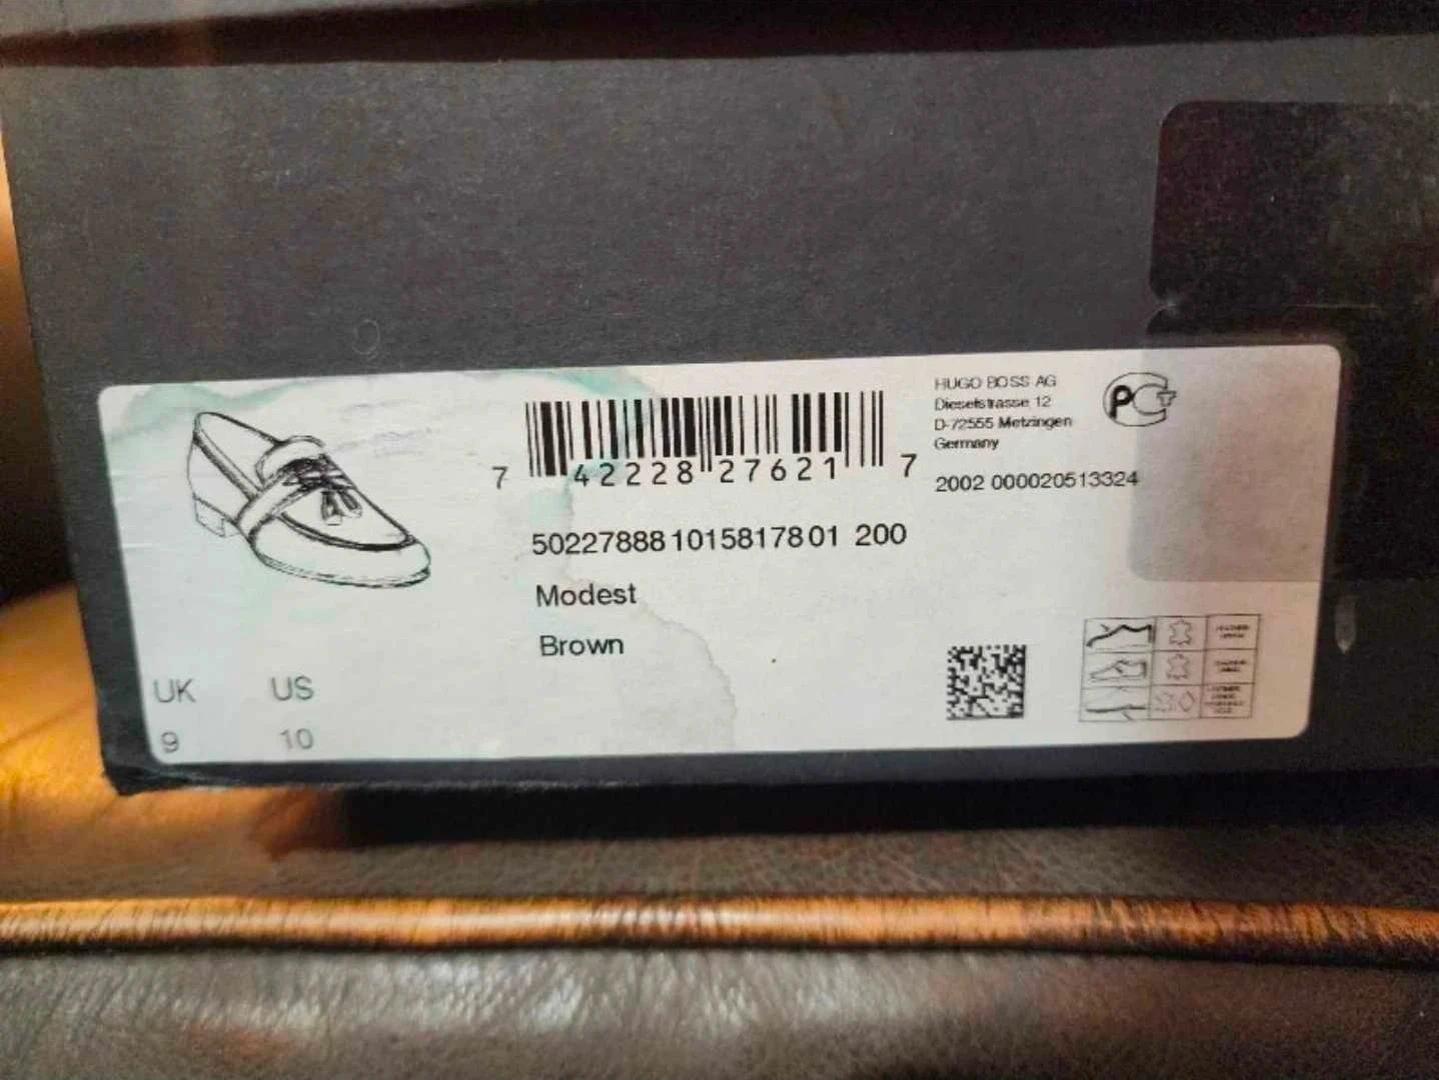 7 42228 27621 7
HUGO BOSS AG
Dieselstrasse 12
D-72555 Metzingen
Germany
2002 000020513324
50227888 10158178 01 200
Modest
Brown
UK US
9 10